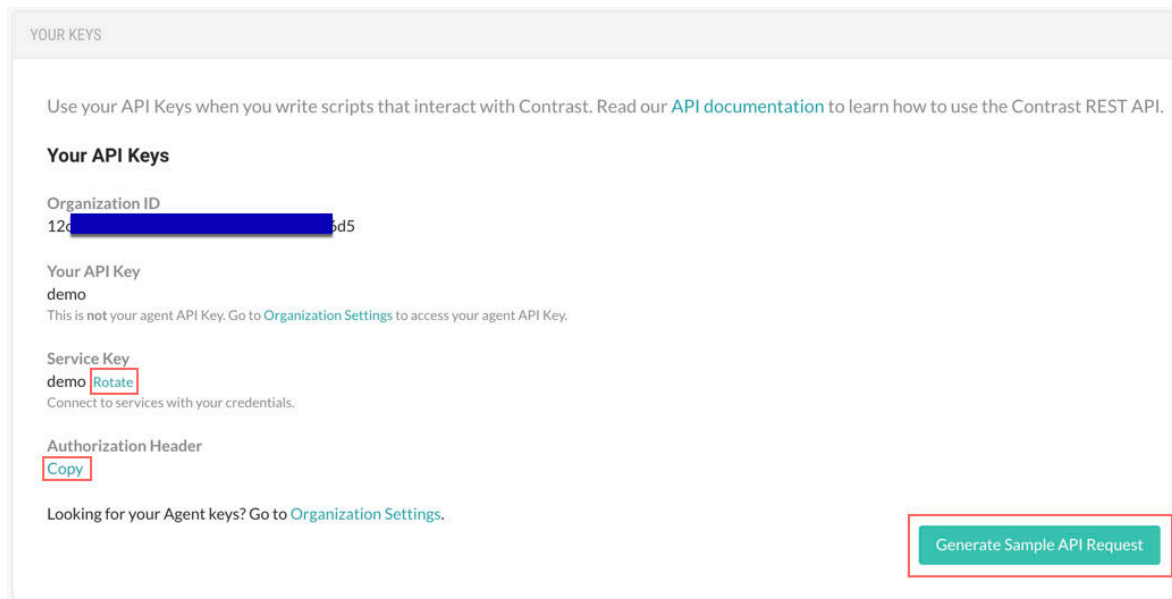 YOUR KEYS
Use your API Keys when you write scripts that interact with Contrast. Read our API documentation to learn how to use the Contrast REST API.
Your API Keys
Organization ID
12c 6d5
Your API Key
demo
This is not your agent API Key. Go to Organization Settings to access your agent API Key.
Service Key
demo Rotate
Connect to services with your credentials.
Authorization Header
Copy
Looking for your Agent keys? Go to Organization Settings.
Generate Sample API Request